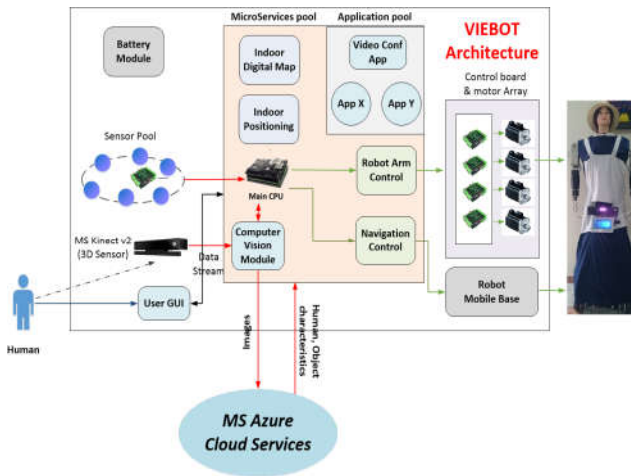 MicroServices pool
Application pool
VIEBOT
Architecture
Battery
Module
Indoor
Digital Map
Video Conf
App
Control board
& motor Array
App X
App Y
Indoor
Positioning
Sensor Pool
Main CPU
Robot Arm
Control
MS Kinect v2
(3D Sensor)
Data
Stream
Computer
Vision
Module
Navigation
Control
User GUI
Robot
Mobile Base
Human
Images
Human, Object
characteristics
MS Azure
Cloud Services